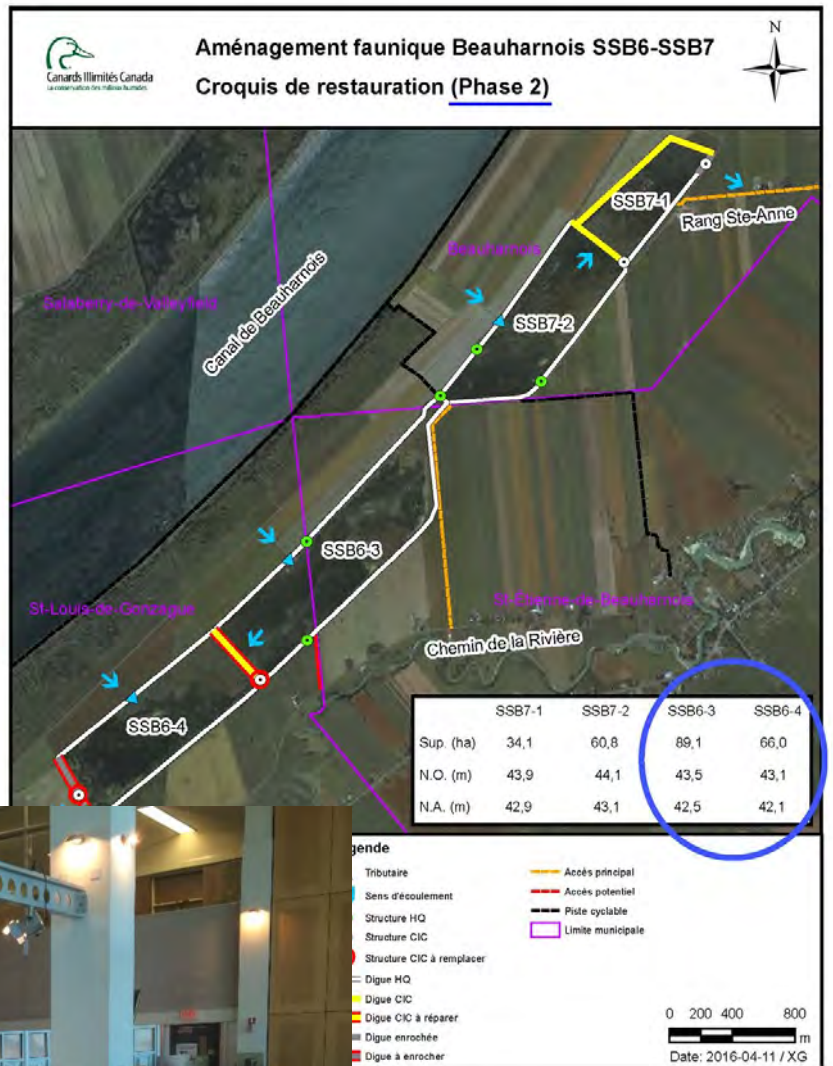 Aménagement faunique Beauharnois SSB6-SSB7
Croquis de restauration (Phase 2)
Canards Illimités Canada
La conservation des milieux humides
N
SSB7-1
Rang Ste-Anne
Beauharnois
Salaberry-de-Valleyfield
Canal de Beauharnois
SSB7-2
SSB6-3
St-Louis-de-Gonzague
St-Étienne-de-Beauharnois
Chemin de la Rivière
SSB6-4
SSB7-1 SSB7-2 SSB6-3 SSB6-4
Sup. (ha) 34,1 60,8 89,1 66,0
N.O. (m) 43,9 44,1 43,5 43,1
N.A. (m) 42,9 43,1 42,5 42,1
gende
Tributaire
Sens d'écoulement
Structure HQ
Structure CIC
Structure CIC à remplacer
Digue HQ
Digue CIC
Digue CIC à réparer
Digue enrochée
Digue à enrocher
Accès principal
Accès potentiel
Piste cyclable
Limite municipale
0 200 400 800
m
Date: 2016-04-11 / XG